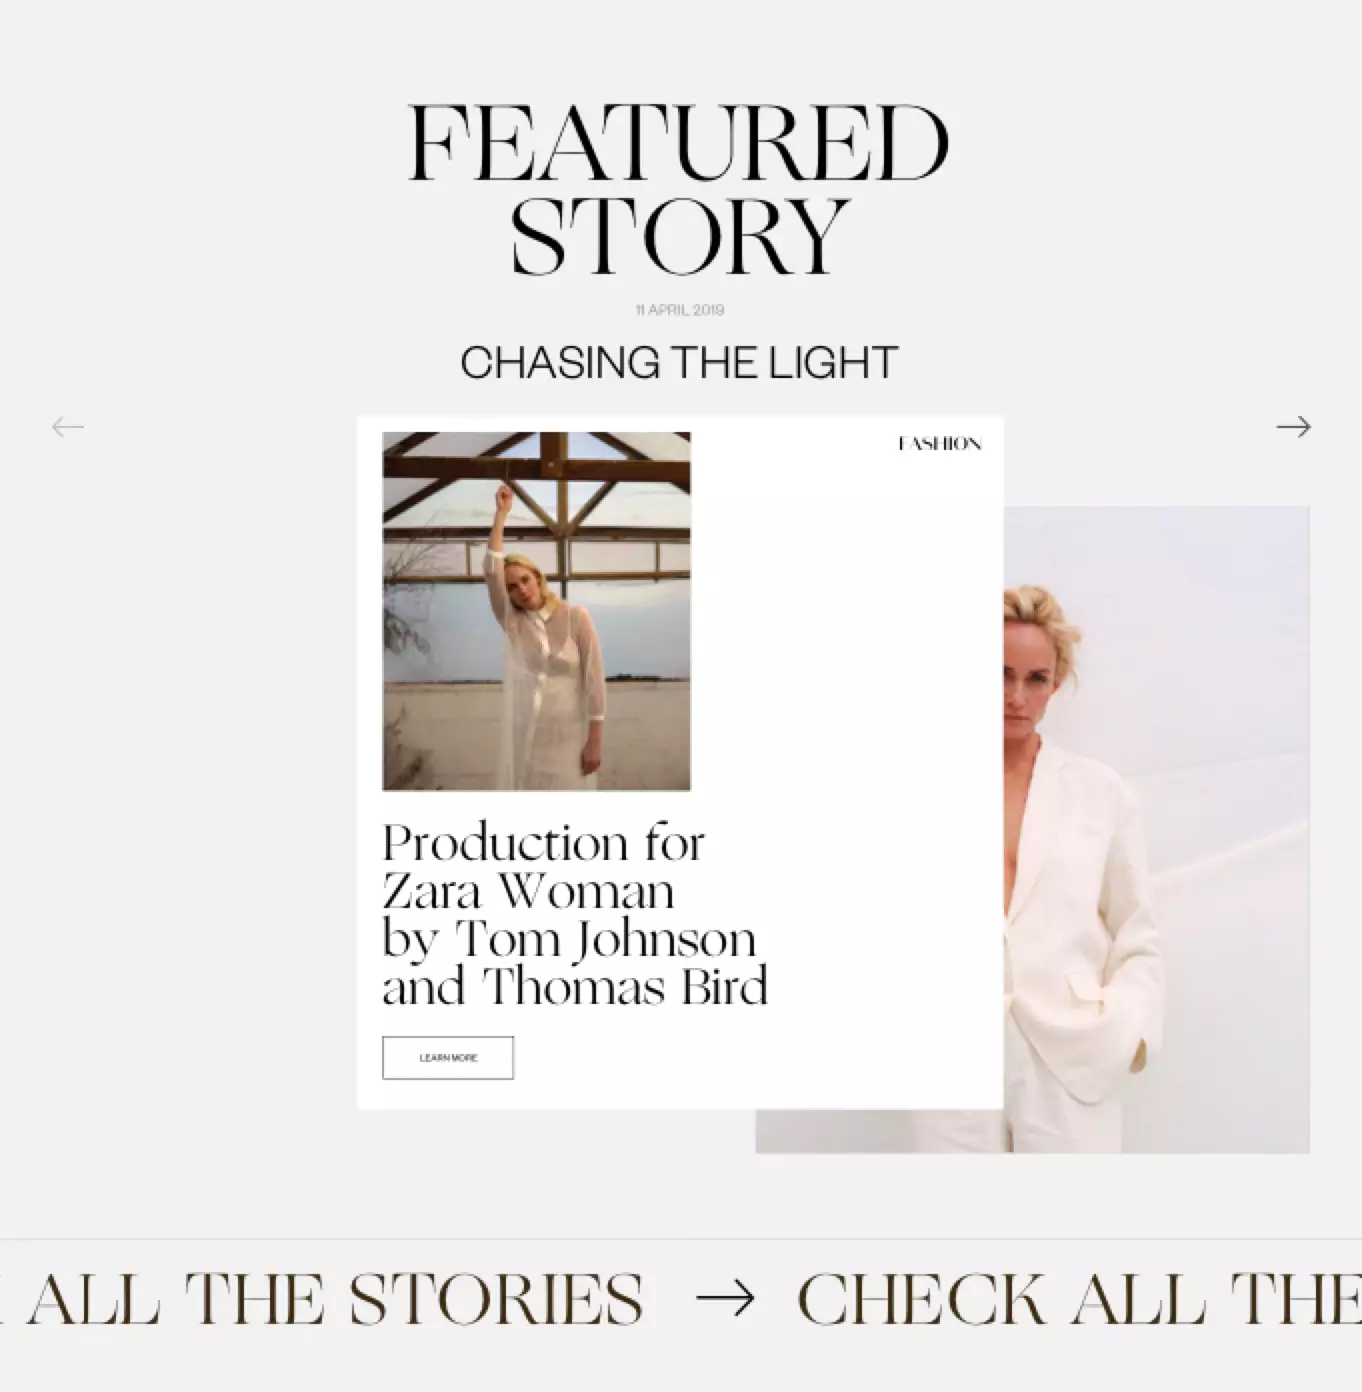 FEATURED
STORY
11 APRIL 2019
CHASING THE LIGHT
FASHION
Production for
Zara Woman
by Tom Johnson
and Thomas Bird
LEARN MORE
ALL THE STORIES → CHECK ALL THE